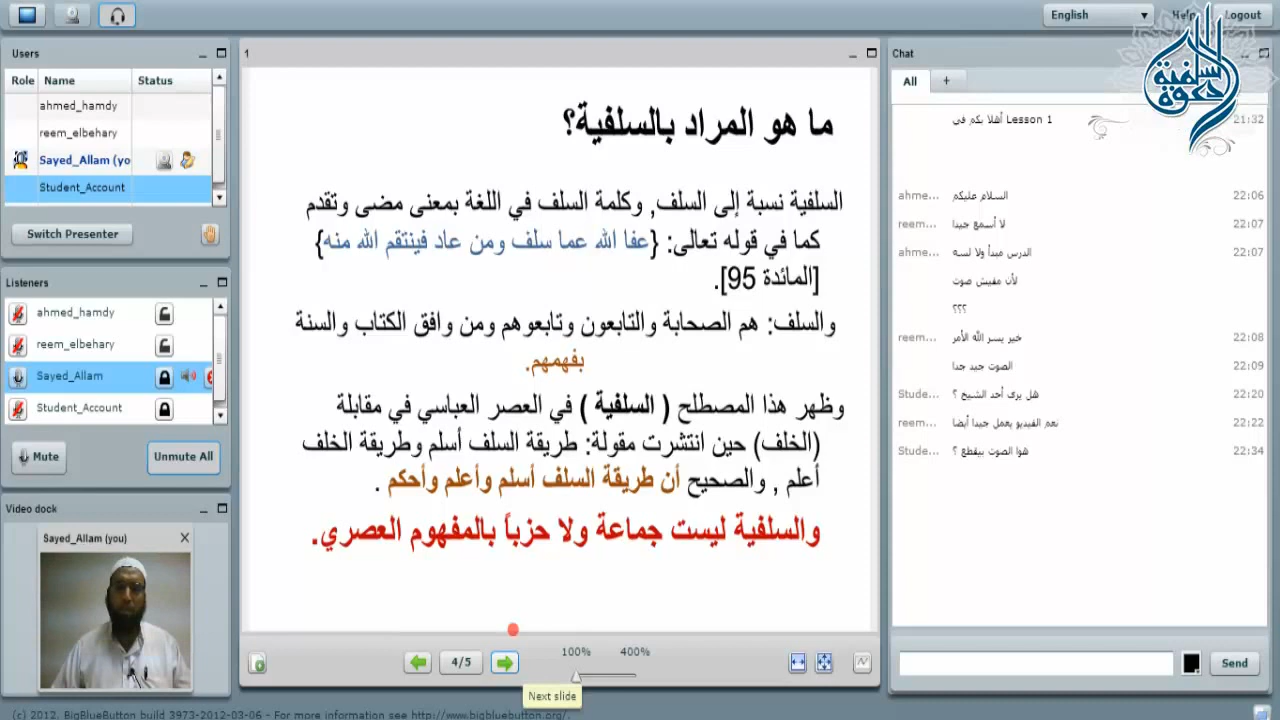 English
Help
Logout
السلفية
دعوة
Users
Role Name Status
ahmed_hamdy
reem_elbehary
Sayed_Allam (yo
Student_Account
Switch Presenter
Listeners
ahmed_hamdy
reem_elbehary
Sayed_Allam
Student_Account
Mute
Unmute All
Video dock
Sayed_Allam (you)
1
ما هو المراد بالسلفية؟
السلفية نسبة إلى السلف, وكلمة السلف في اللغة بمعنى مضى وتقدم
كما في قوله تعالى: {عفا الله عما سلف ومن عاد فينتقم الله منه}
[المائدة 95].
والسلف: هم الصحابة والتابعون وتابعوهم ومن وافق الكتاب والسنة
بفهمهم.
وظهر هذا المصطلح ( السلفية ) في العصر العباسي في مقابلة
(الخلف) حين انتشرت مقولة: طريقة السلف أسلم وطريقة الخلف
أعلم , والصحيح أن طريقة السلف أسلم وأعلم وأحكم .
والسلفية ليست جماعة ولا حزباً بالمفهوم العصري.
4/5
100%
400%
Next slide
Chat
All +
أهلا بكم في Lesson 1 21:32
ahme... السلام عليكم 22:06
reem... لا أسمع جيدا 22:07
ahme... الدرس مبدأ ولا لسه 22:07
لأن مفيش صوت
؟؟؟
reem... خير يسر الله الأمر 22:08
الصوت جيد جدا 22:09
Stude... هل يرى أحد الشيخ ؟ 22:20
reem... نعم الفيديو يعمل جيدا أيضا 22:22
Stude... هوا الصوت بيقطع ؟ 22:34
Send
(c) 2012. BigBlueButton build 3973-2012-03-06 - For more information see http://www.bigbluebutton.org/.